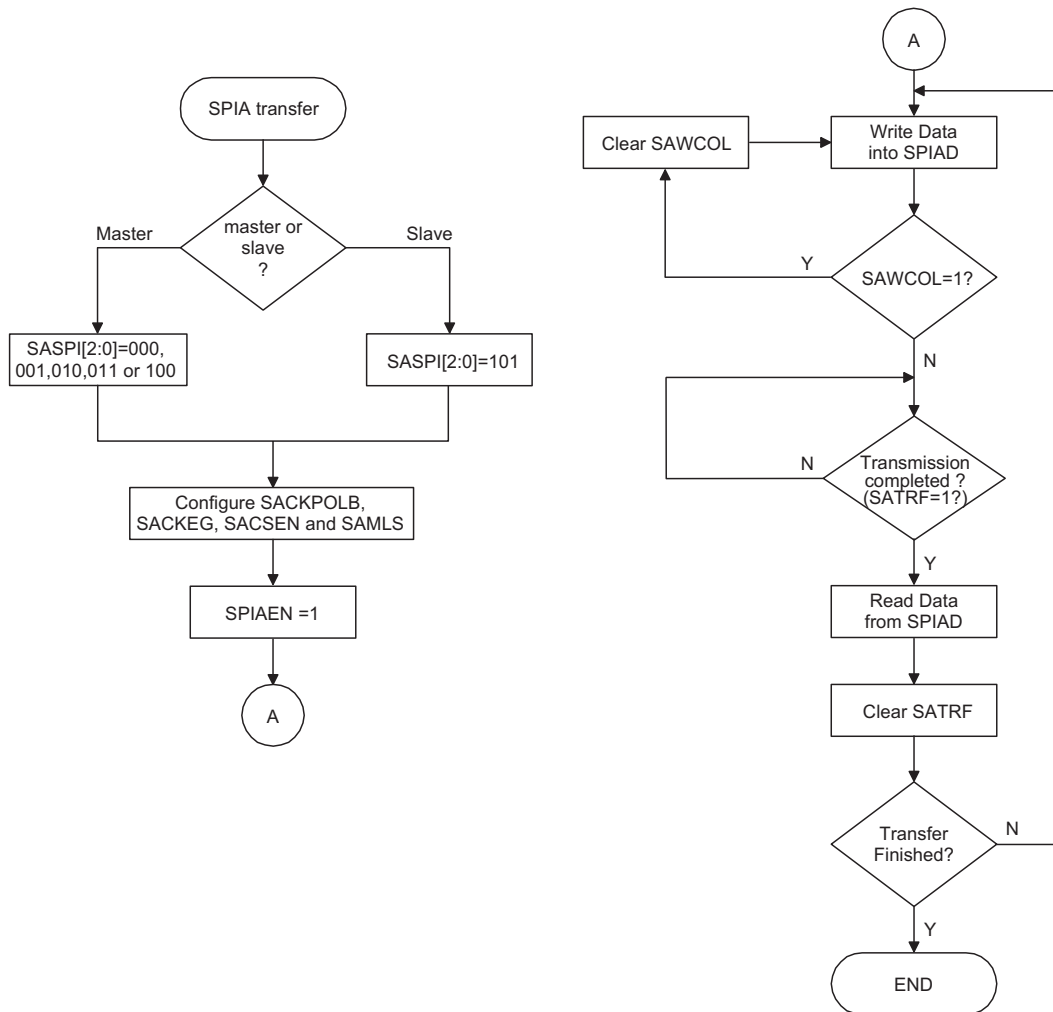 SPIA transfer
master or
slave
?
Master
Slave
SASPI[2:0]=000,
001,010,011 or 100
SASPI[2:0]=101
Configure SACKPOLB,
SACKEG, SACSEN and SAMLS
SPIAEN =1
A
A
Clear SAWCOL
Write Data
into SPIAD
Y
SAWCOL=1?
N
N
Transmission
completed ?
(SATRF=1?)
Y
Read Data
from SPIAD
Clear SATRF
Transfer
Finished?
N
Y
END